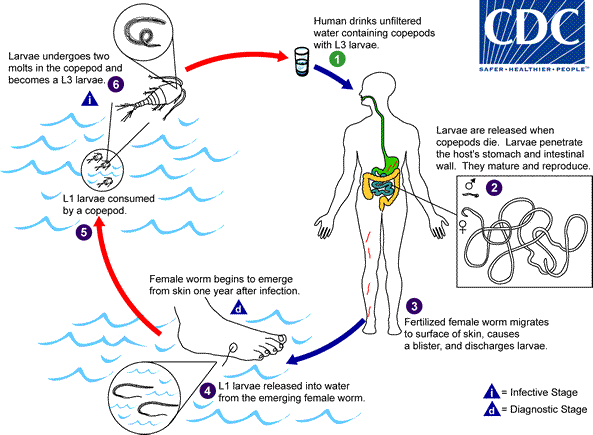 Human drinks unfiltered
water containing copepods
with L3 larvae.
1
CDC
SAFER • HEALTHIER • PEOPLE™
Larvae undergoes two
molts in the copepod and
becomes a L3 larvae. 6
i
Larvae are released when
copepods die. Larvae penetrate
the host's stomach and intestinal
wall. They mature and reproduce.
2
♂
♀
L1 larvae consumed
by a copepod.
5
Female worm begins to emerge
from skin one year after infection.
d
3
Fertilized female worm migrates
to surface of skin, causes
a blister, and discharges larvae.
4 L1 larvae released into water
from the emerging female worm.
i = Infective Stage
d = Diagnostic Stage